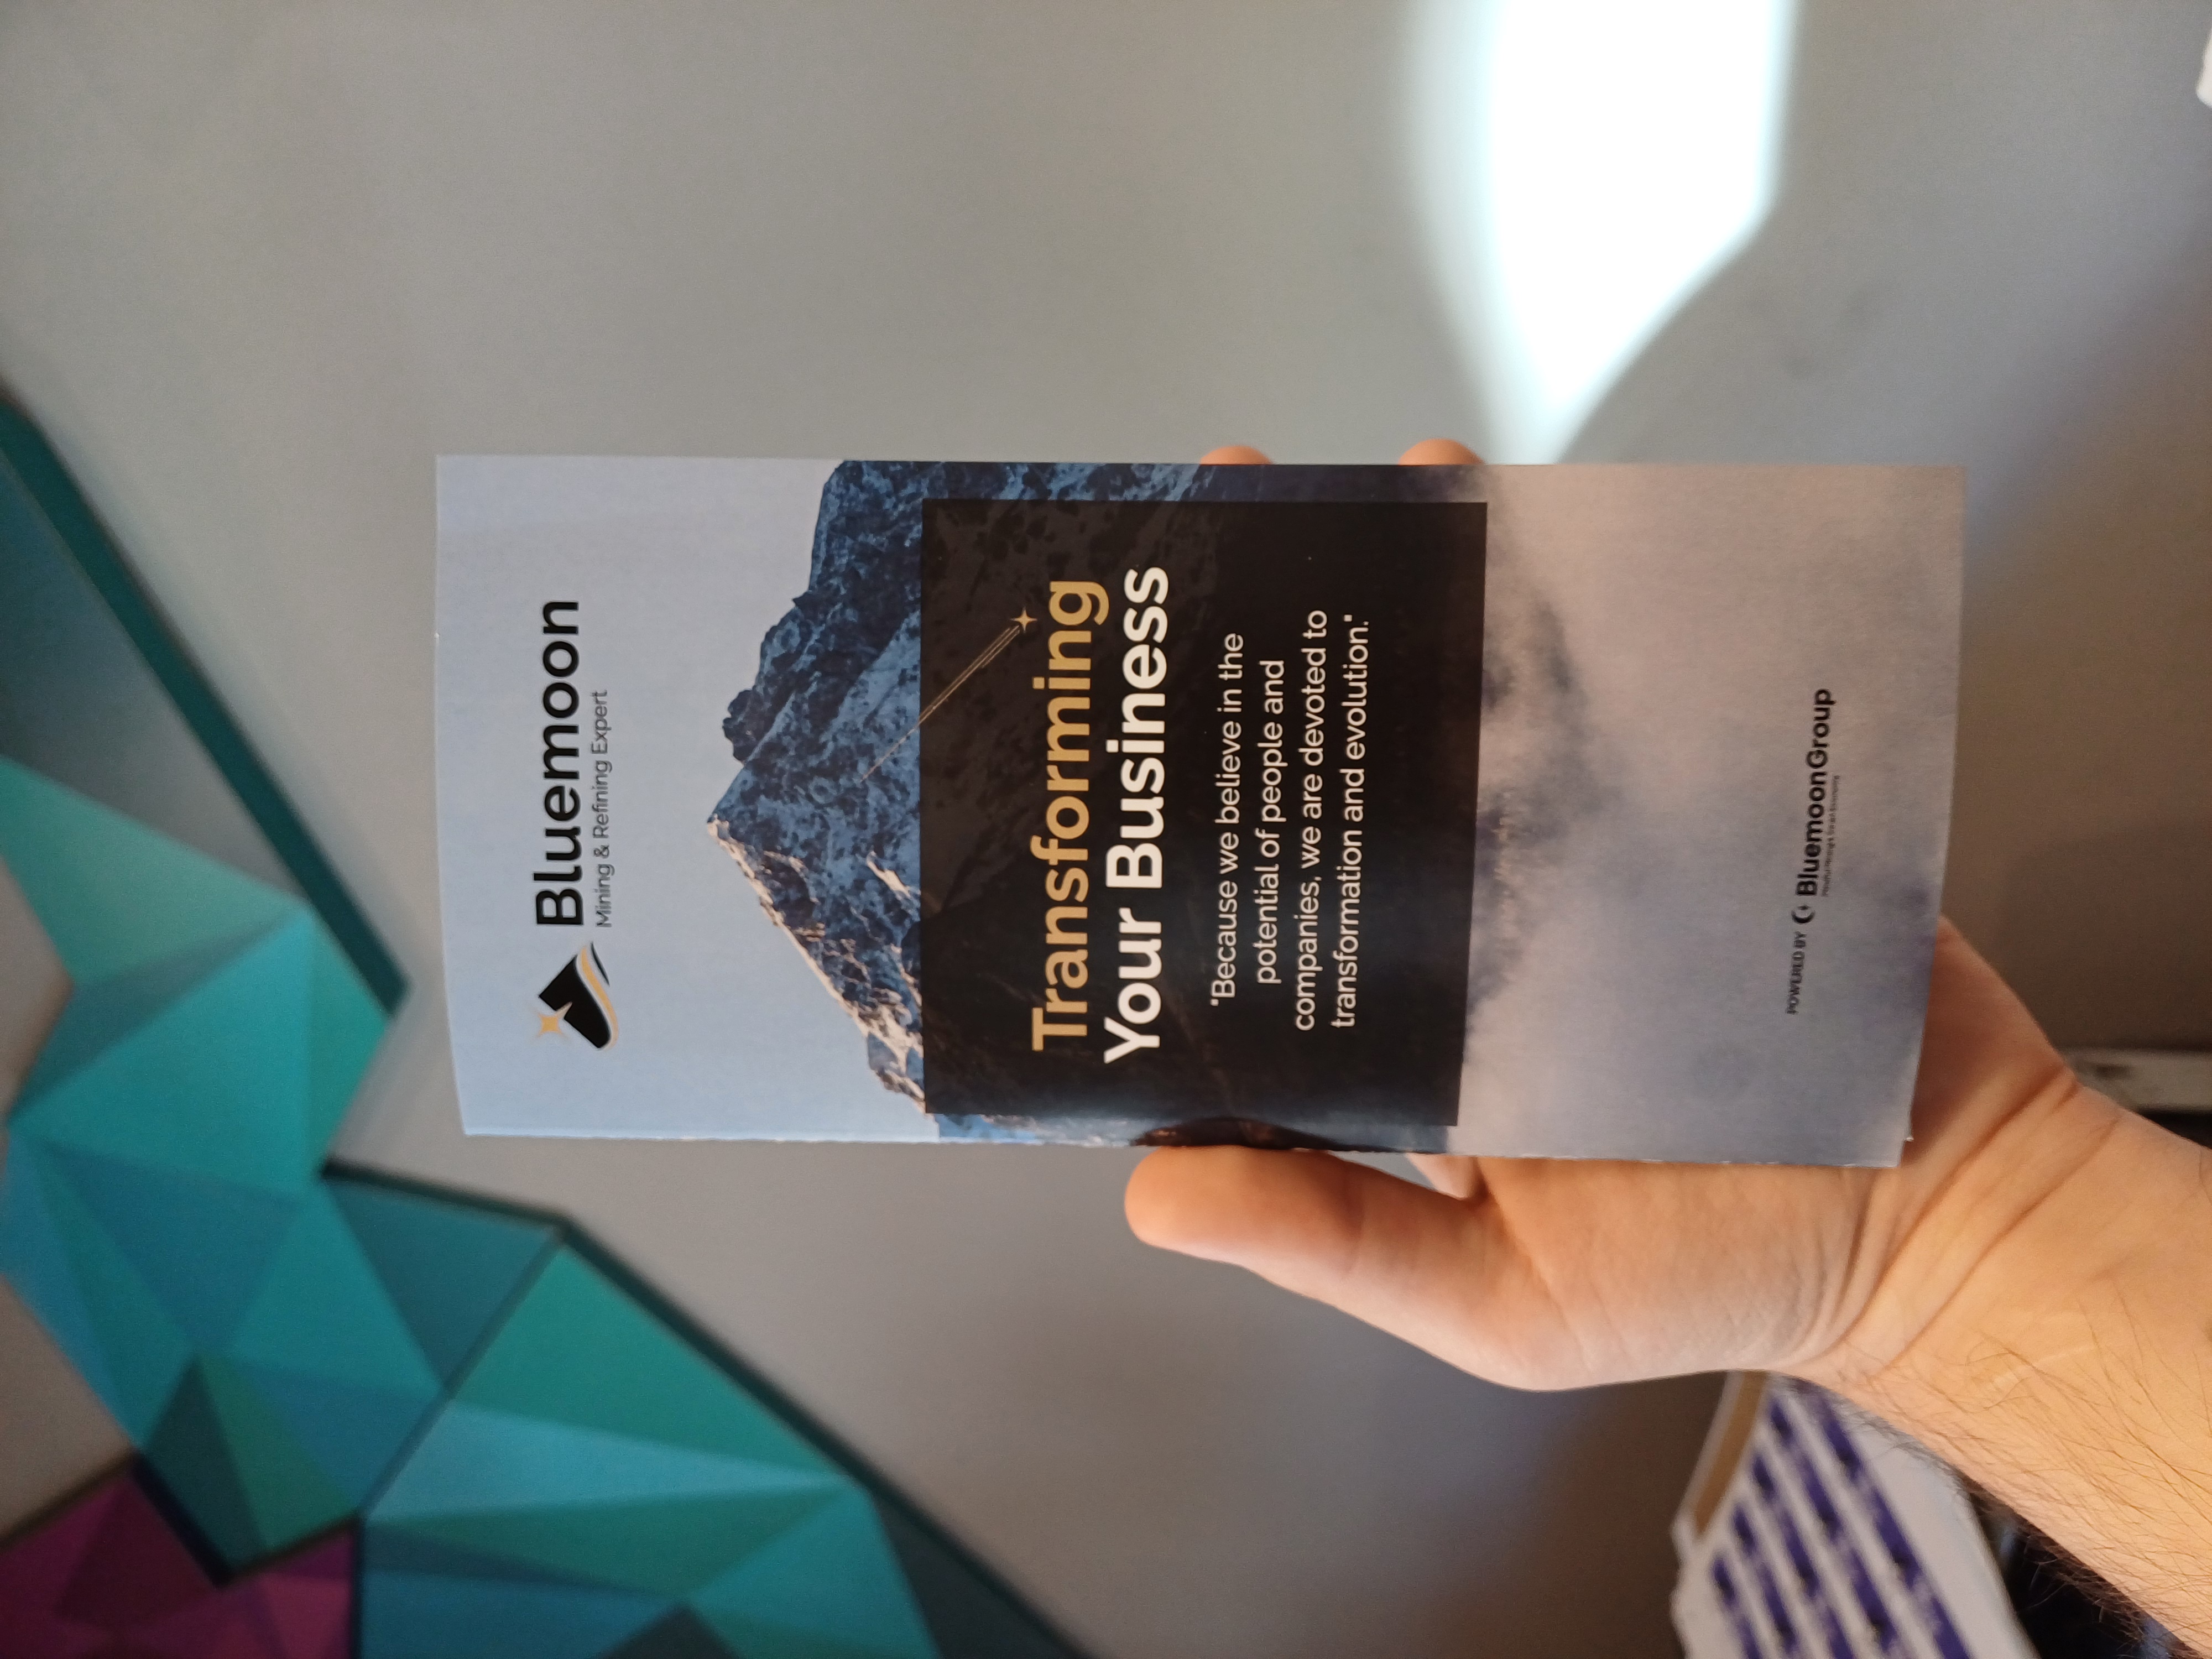 Bluemoon
Mining & Refining Expert
Transforming
Your Business
"Because we believe in the
potential of people and
companies, we are devoted to
transformation and evolution."
POWERED BY BluemoonGroup